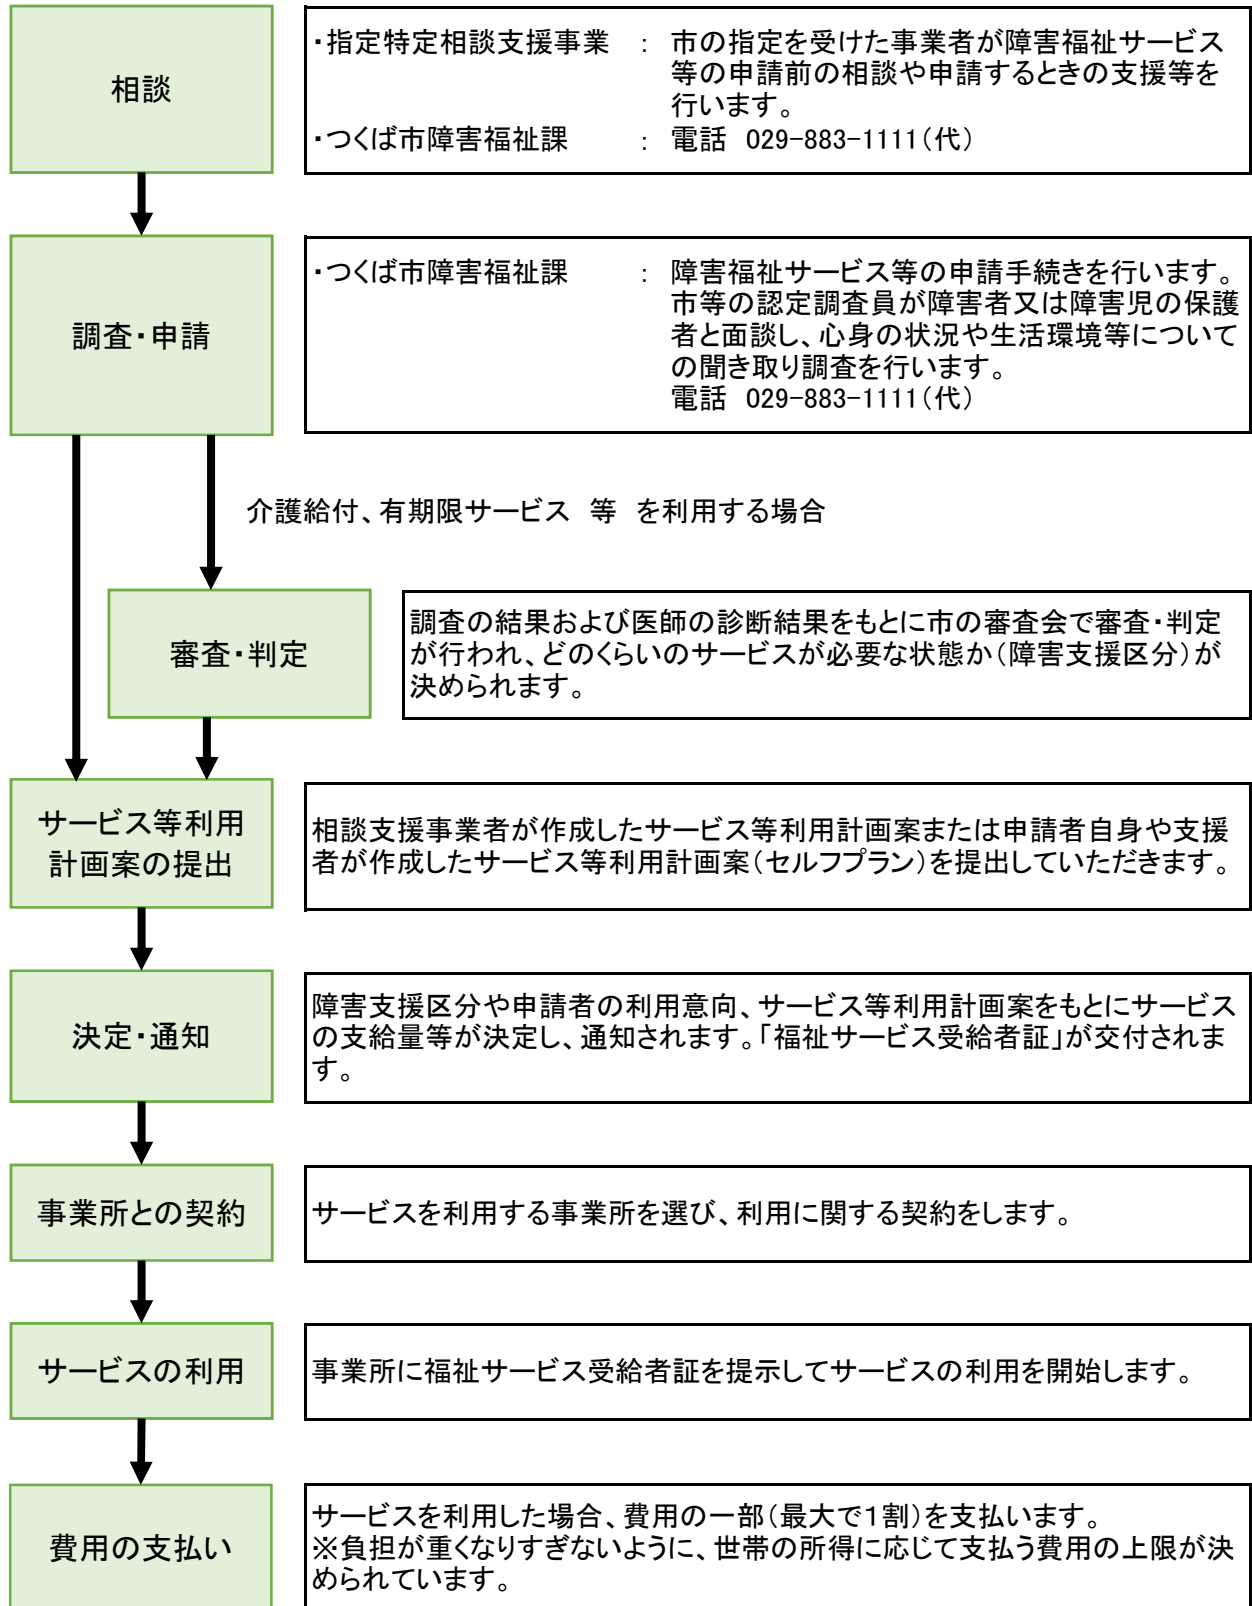 相談
・指定特定相談支援事業　：　市の指定を受けた事業者が障害福祉サービス
等の申請前の相談や申請するときの支援等を
行います。
・つくば市障害福祉課　：　電話　029-883-1111（代）
調査・申請
・つくば市障害福祉課　：　障害福祉サービス等の申請手続きを行います。
市等の認定調査員が障害者又は障害児の保護
者と面談し、心身の状況や生活環境等について
の聞き取り調査を行います。
電話　029-883-1111（代）
介護給付、有期限サービス　等　を利用する場合
審査・判定
調査の結果および医師の診断結果をもとに市の審査会で審査・判定
が行われ、どのくらいのサービスが必要な状態か（障害支援区分）が
決められます。
サービス等利用
計画案の提出
相談支援事業者が作成したサービス等利用計画案または申請者自身や支援
者が作成したサービス等利用計画案（セルフプラン）を提出していただきます。
決定・通知
障害支援区分や申請者の利用意向、サービス等利用計画案をもとにサービス
の支給量等が決定し、通知されます。「福祉サービス受給者証」が交付されま
す。
事業所との契約
サービスを利用する事業所を選び、利用に関する契約をします。
サービスの利用
事業所に福祉サービス受給者証を提示してサービスの利用を開始します。
費用の支払い
サービスを利用した場合、費用の一部（最大で１割）を支払います。
※負担が重くなりすぎないように、世帯の所得に応じて支払う費用の上限が決
められています。